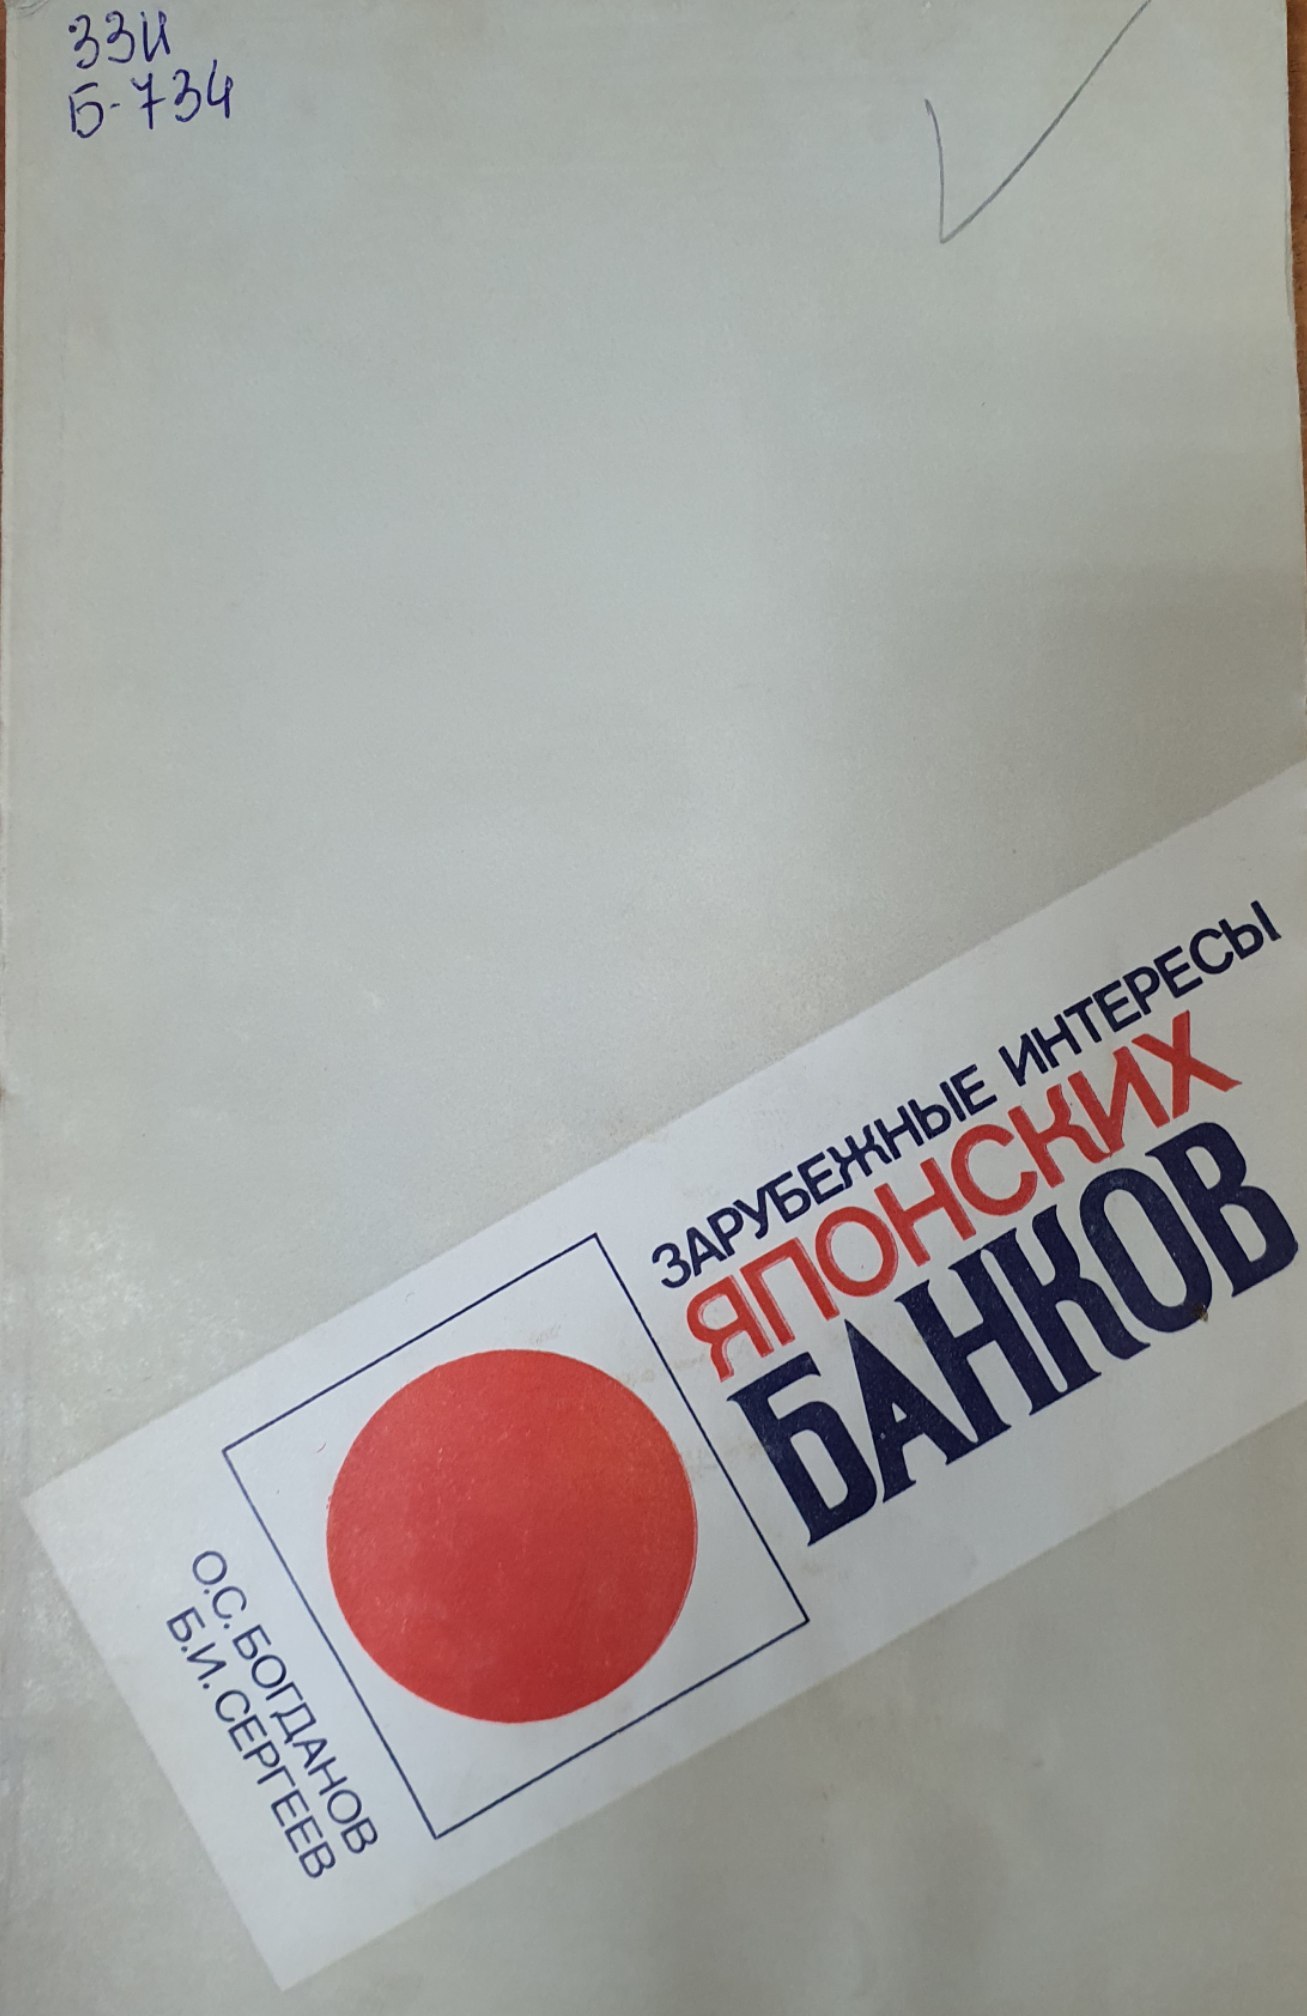 33И
Б-734
ЗАРУБЕЖНЫЕ ИНТЕРЕСЫ
ЯПОНСКИХ
БАНКОВ
О.С. БОГДАНОВ
Б.И. СЕРГЕЕВ